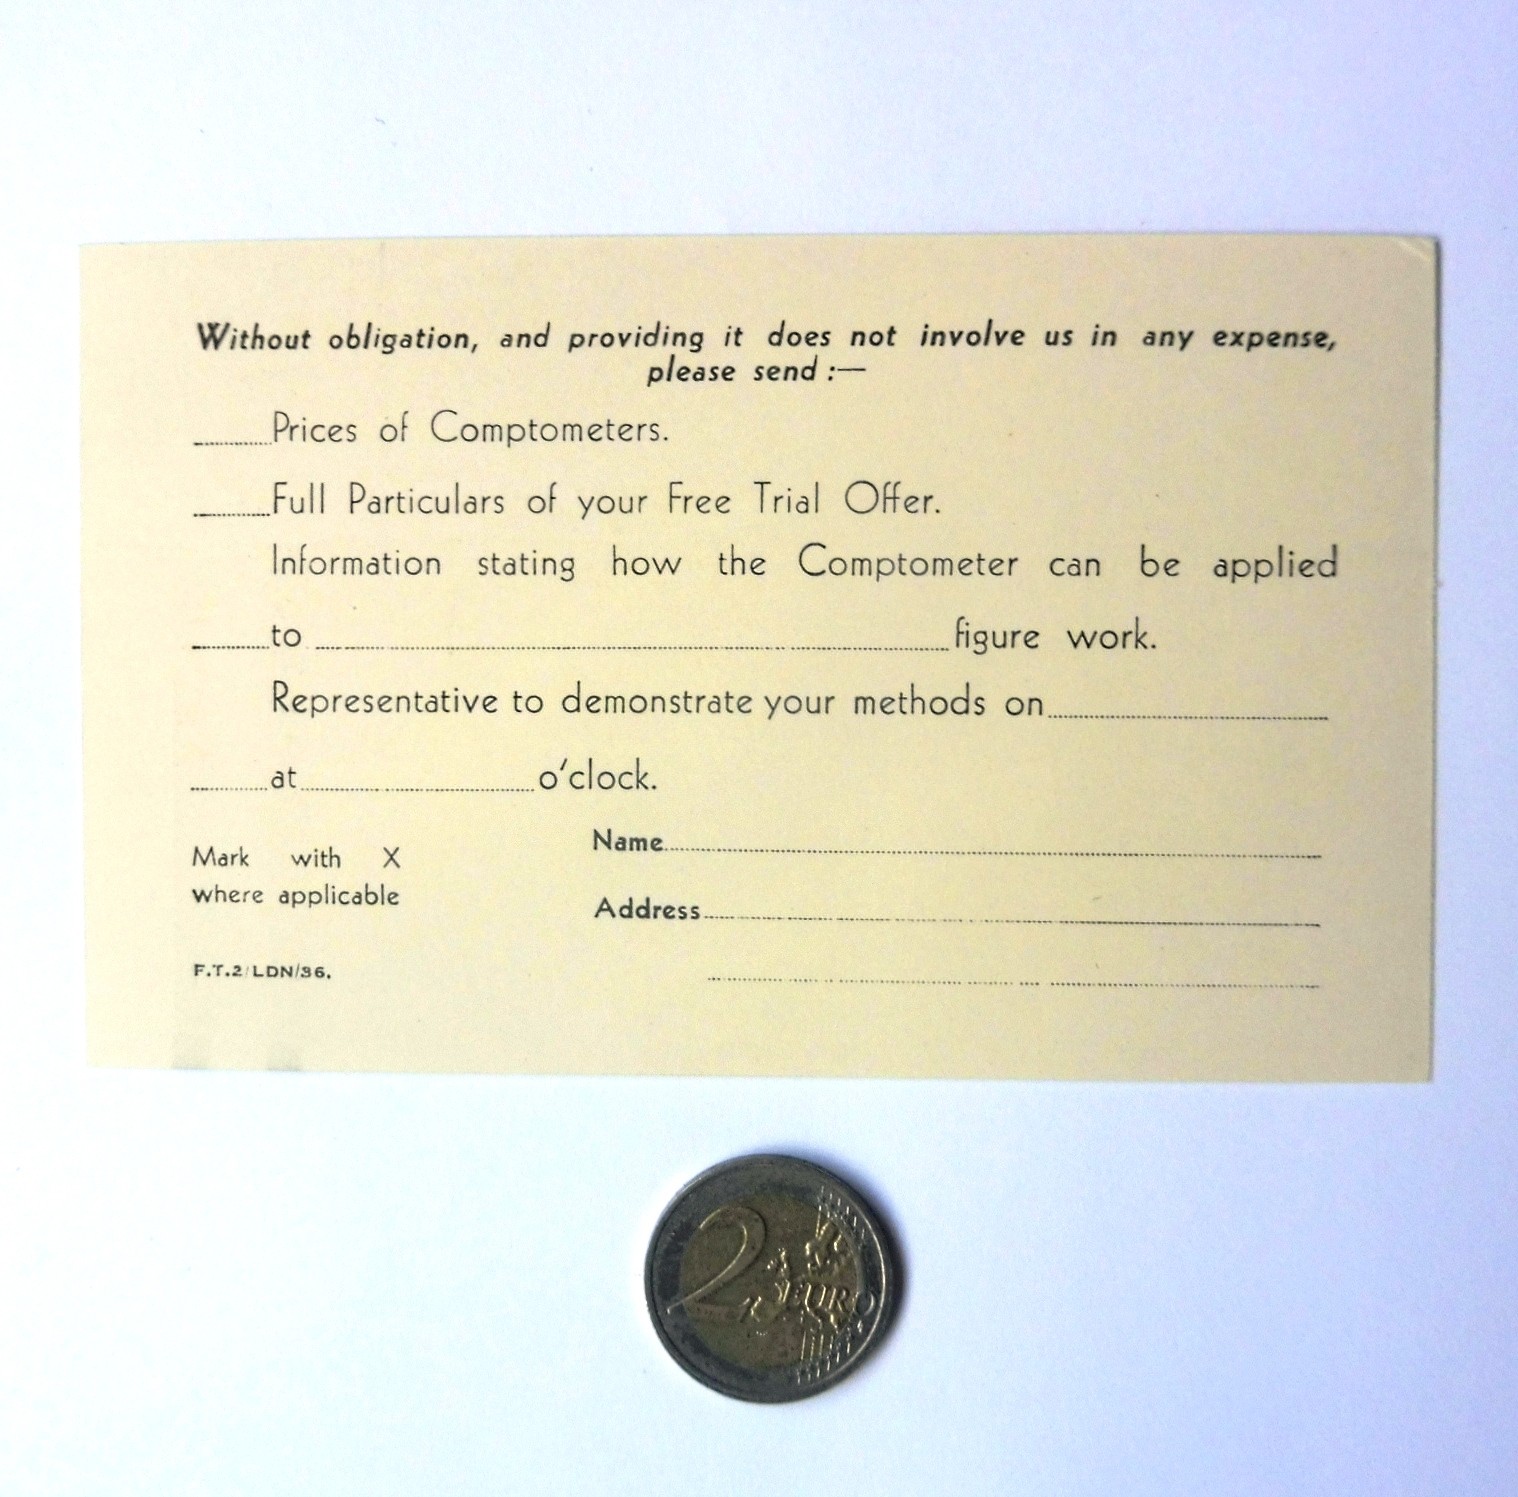 Without obligation, and providing it does not involve us in any expense,
please send :—
Prices of Comptometers.
Full Particulars of your Free Trial Offer.
Information stating how the Comptometer can be applied
to ........ figure work.
Representative to demonstrate your methods on ........
at ........ o'clock.
Mark with X
where applicable
Name ........
Address ........
F.T.2/LDN/36.
2 EURO